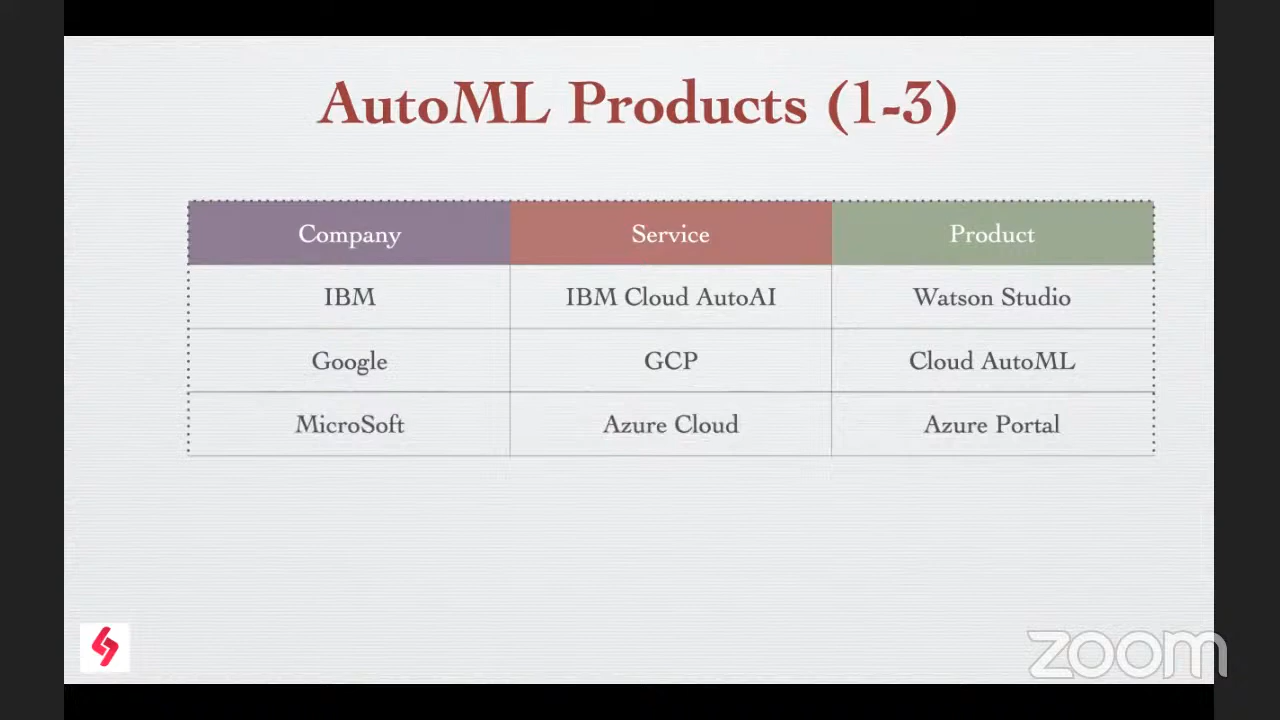 AutoML Products (1-3)
Company Service Product
IBM IBM Cloud AutoAI Watson Studio
Google GCP Cloud AutoML
MicroSoft Azure Cloud Azure Portal
zoom